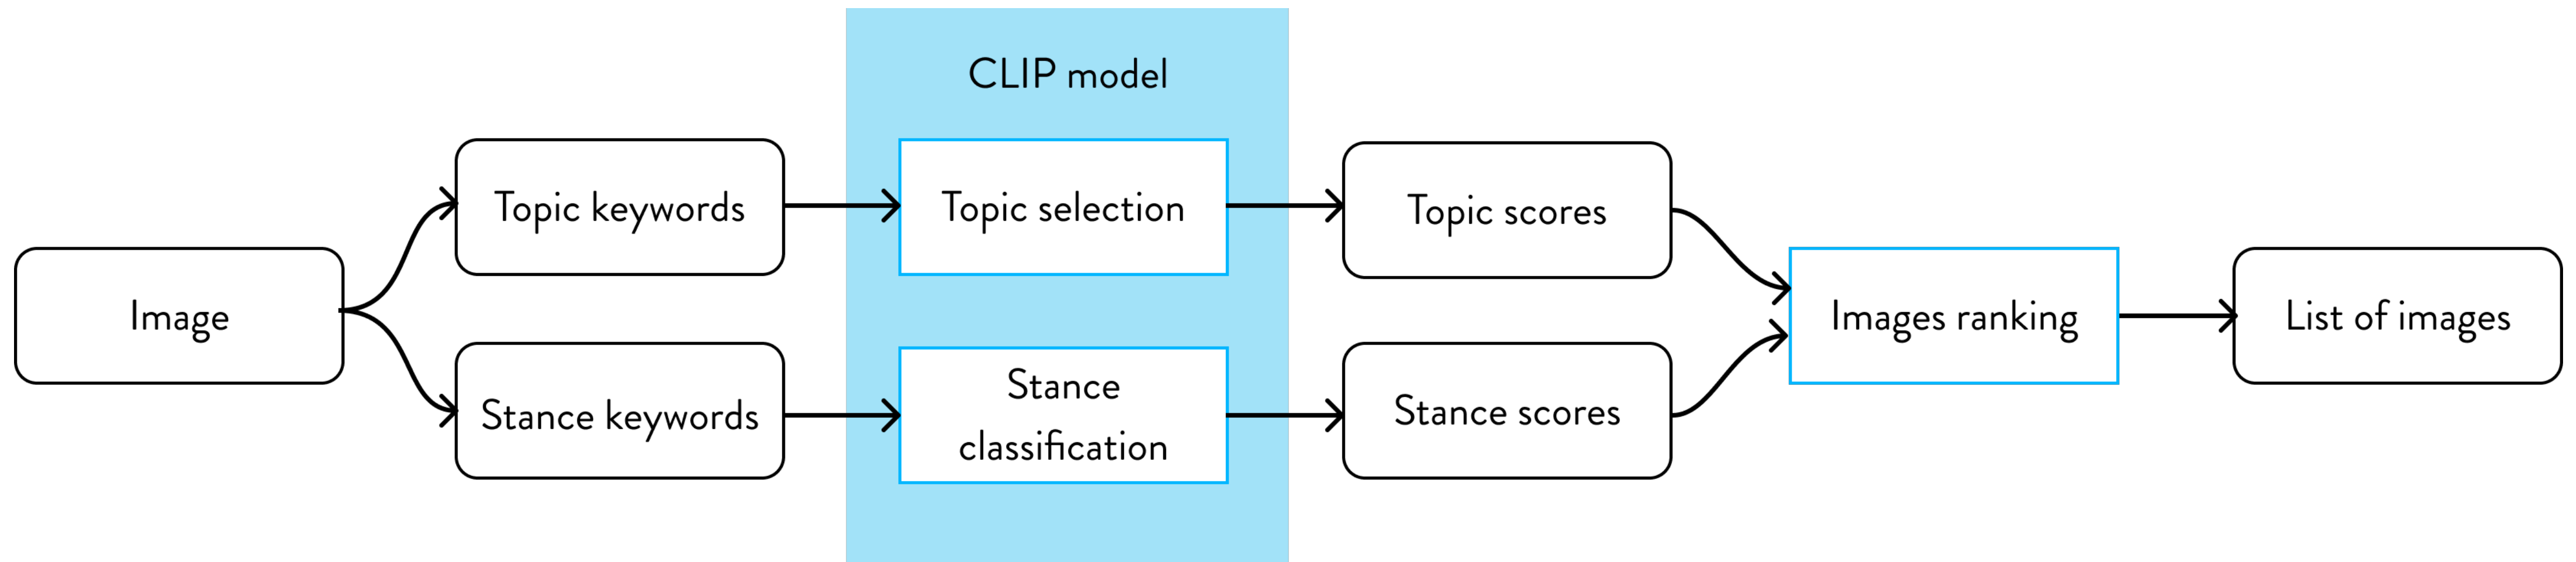 CLIP model
Image
Topic keywords
Topic selection
Topic scores
Stance keywords
Stance
classification
Stance scores
Images ranking
List of images